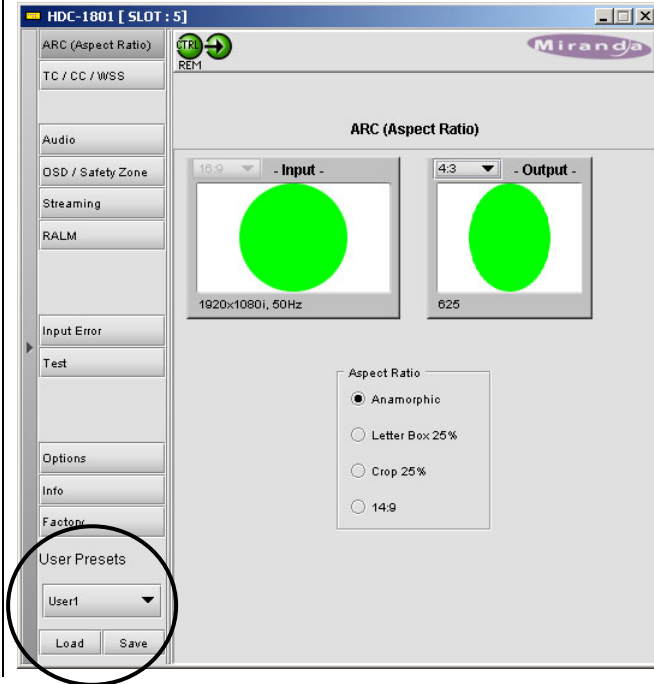 HDC-1801 [ SLOT : 5]
ARC (Aspect Ratio)
TC / CC / WSS
Audio
OSD / Safety Zone
Streaming
RALM
Input Error
Test
Options
Info
Factory
User Presets
User1
Load Save
CTRL
REM
Miranda
ARC (Aspect Ratio)
16:9 - Input -
1920x1080i, 50Hz
4:3 - Output -
625
Aspect Ratio
Anamorphic
Letter Box 25%
Crop 25%
14:9